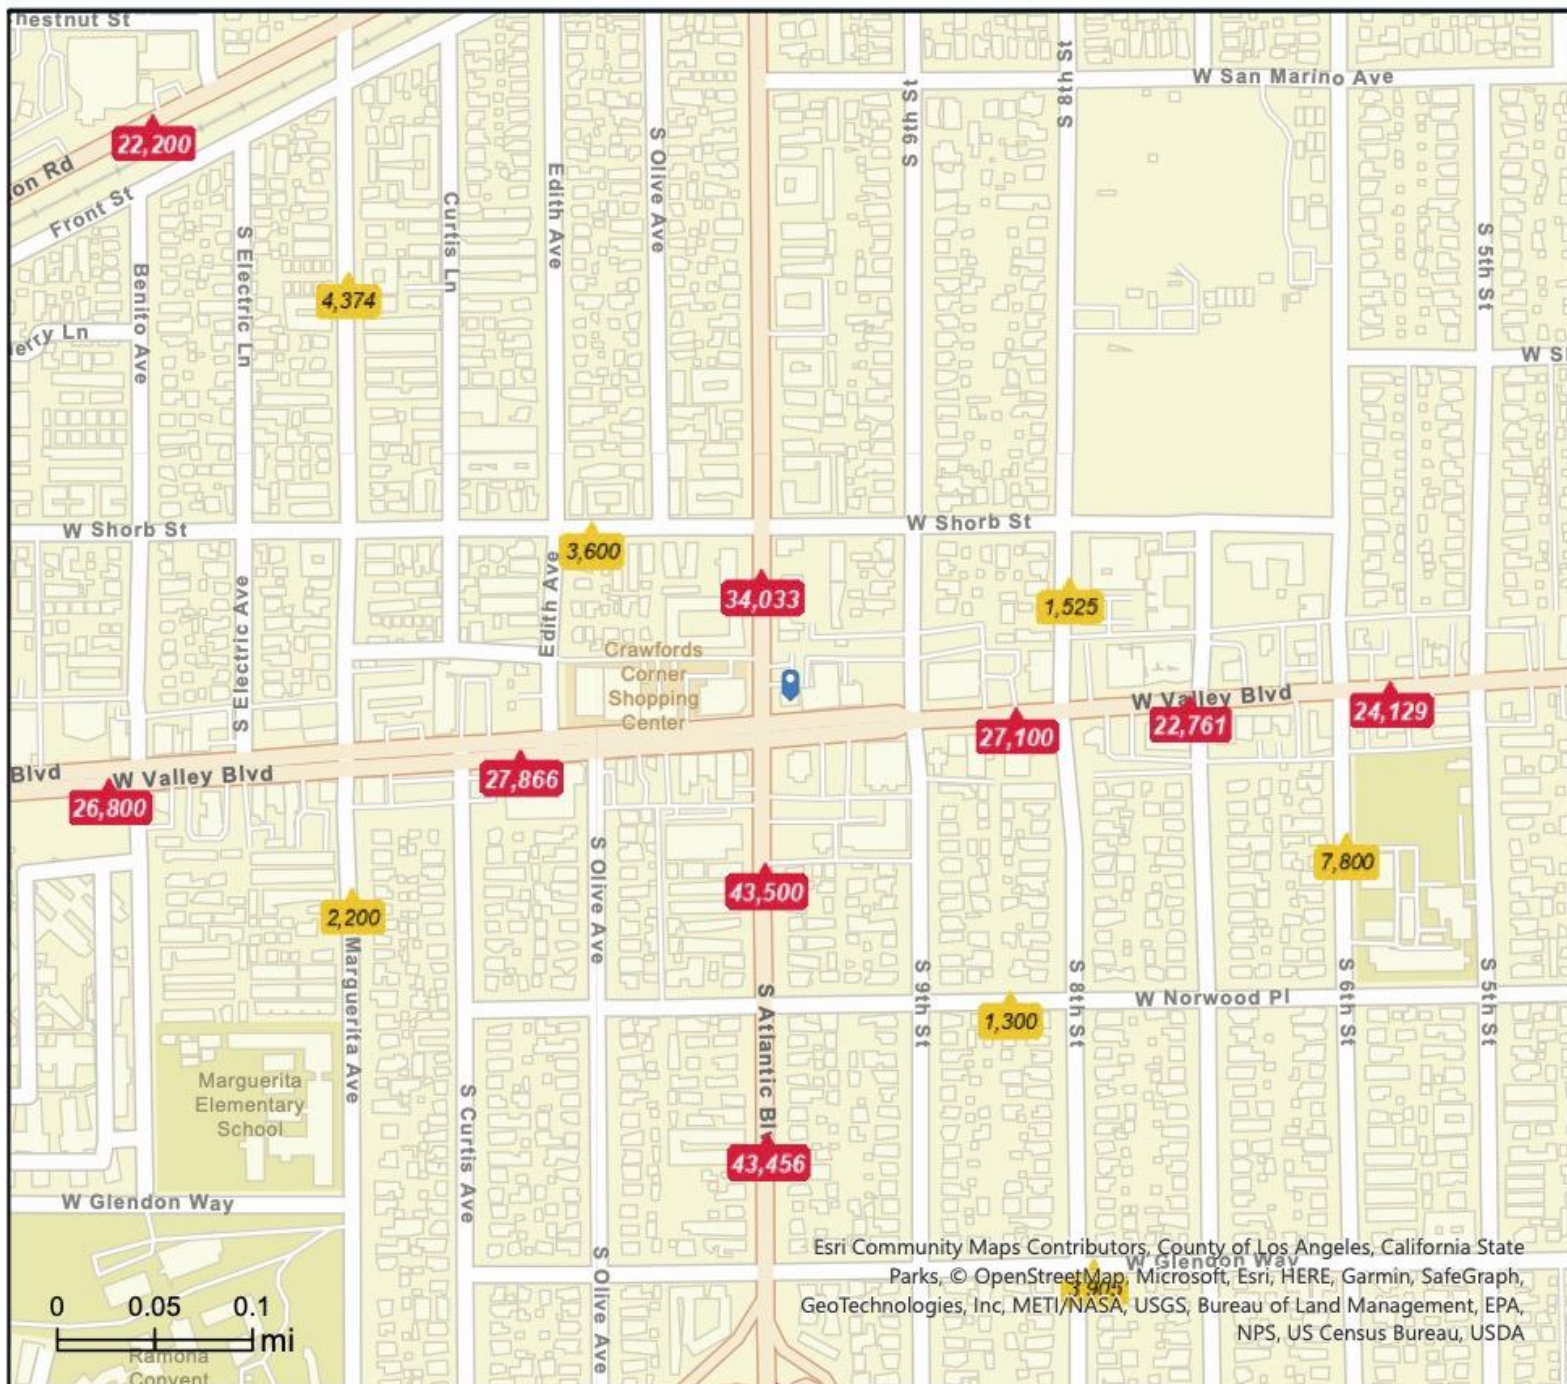 hestnut St
W San Marino Ave
S 8th St
S 9th St
22,200
on Rd
Front St
S Olive Ave
Edith Ave
Curtis Ln
S Electric Ln
Benito Ave
S 5th St
4,374
erry Ln
W S
W Shorb St
W Shorb St
3,600
Edith Ave
34,033
S Electric Ave
1,525
Crawfords
Corner
Shopping
Center
W Valley Blvd
24,129
22,761
27,100
Blvd
W Valley Blvd
27,866
26,800
S Olive Ave
7,800
43,500
2,200
Marguerita Ave
S Atlantic Blv
S 9th St
S 8th St
S 6th St
S 5th St
W Norwood Pl
1,300
Marguerita
Elementary
School
S Curtis Ave
43,456
W Glendon Way
S Olive Ave
W Glendon Way
3,905
Esri Community Maps Contributors, County of Los Angeles, California State
Parks, © OpenStreetMap, Microsoft, Esri, HERE, Garmin, SafeGraph,
GeoTechnologies, Inc, METI/NASA, USGS, Bureau of Land Management, EPA,
NPS, US Census Bureau, USDA
0 0.05 0.1
mi
Ramona
Convent